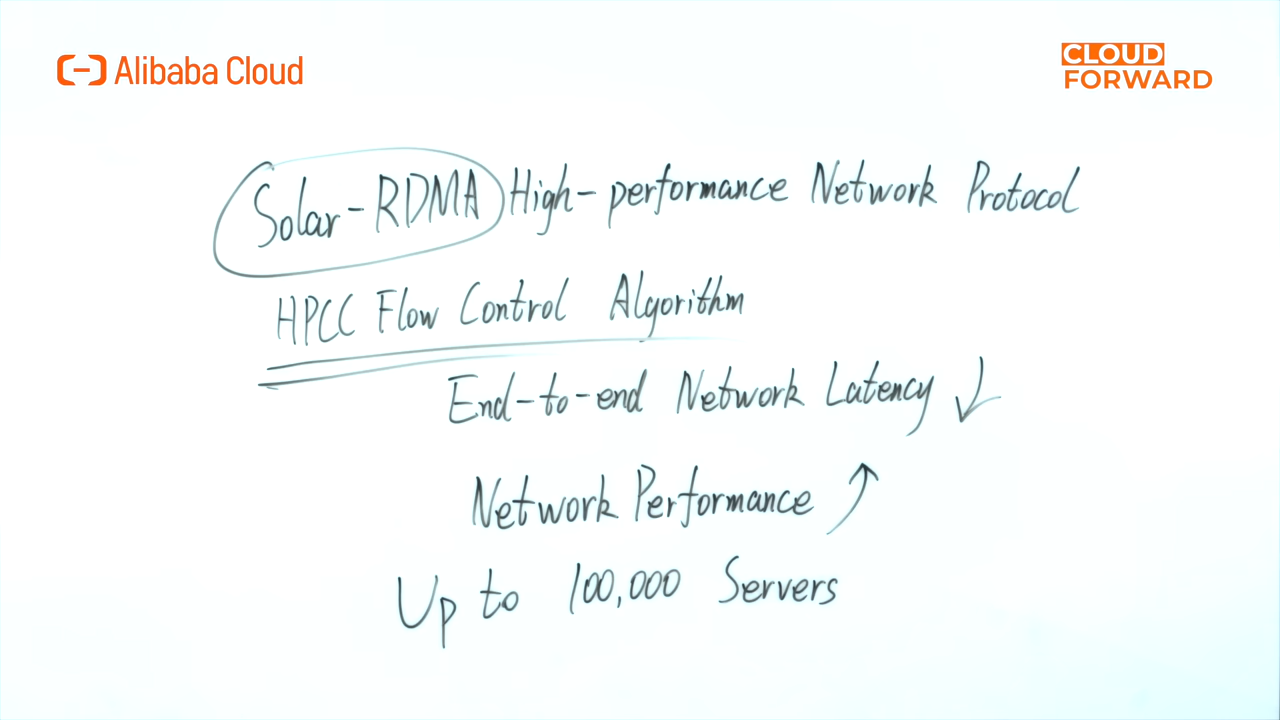 Alibaba Cloud
CLOUD
FORWARD
Solar-RDMA High-performance Network Protocol
HPCC Flow Control Algorithm
End-to-end Network Latency ↓
Network Performance ↑
Up to 100,000 Servers